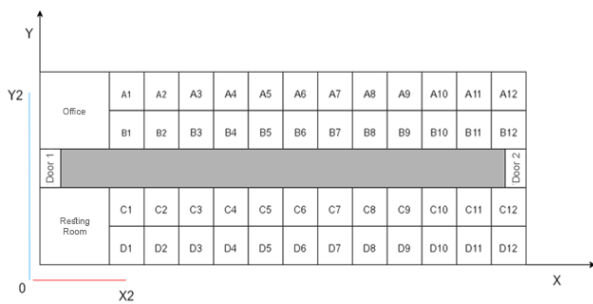 Y
Y2
Office
A1 A2 A3 A4 A5 A6 A7 A8 A9 A10 A11 A12
B1 B2 B3 B4 B5 B6 B7 B8 B9 B10 B11 B12
Door 1
Door 2
Resting
Room
C1 C2 C3 C4 C5 C6 C7 C8 C9 C10 C11 C12
D1 D2 D3 D4 D5 D6 D7 D8 D9 D10 D11 D12
0
X2
X